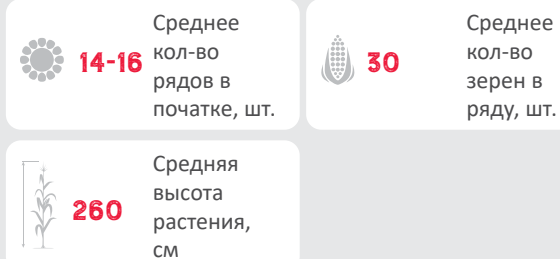 14-16
Среднее
кол-во
рядов в
початке, шт.
30
Среднее
кол-во
зерен в
ряду, шт.
260
Средняя
высота
растения,
см